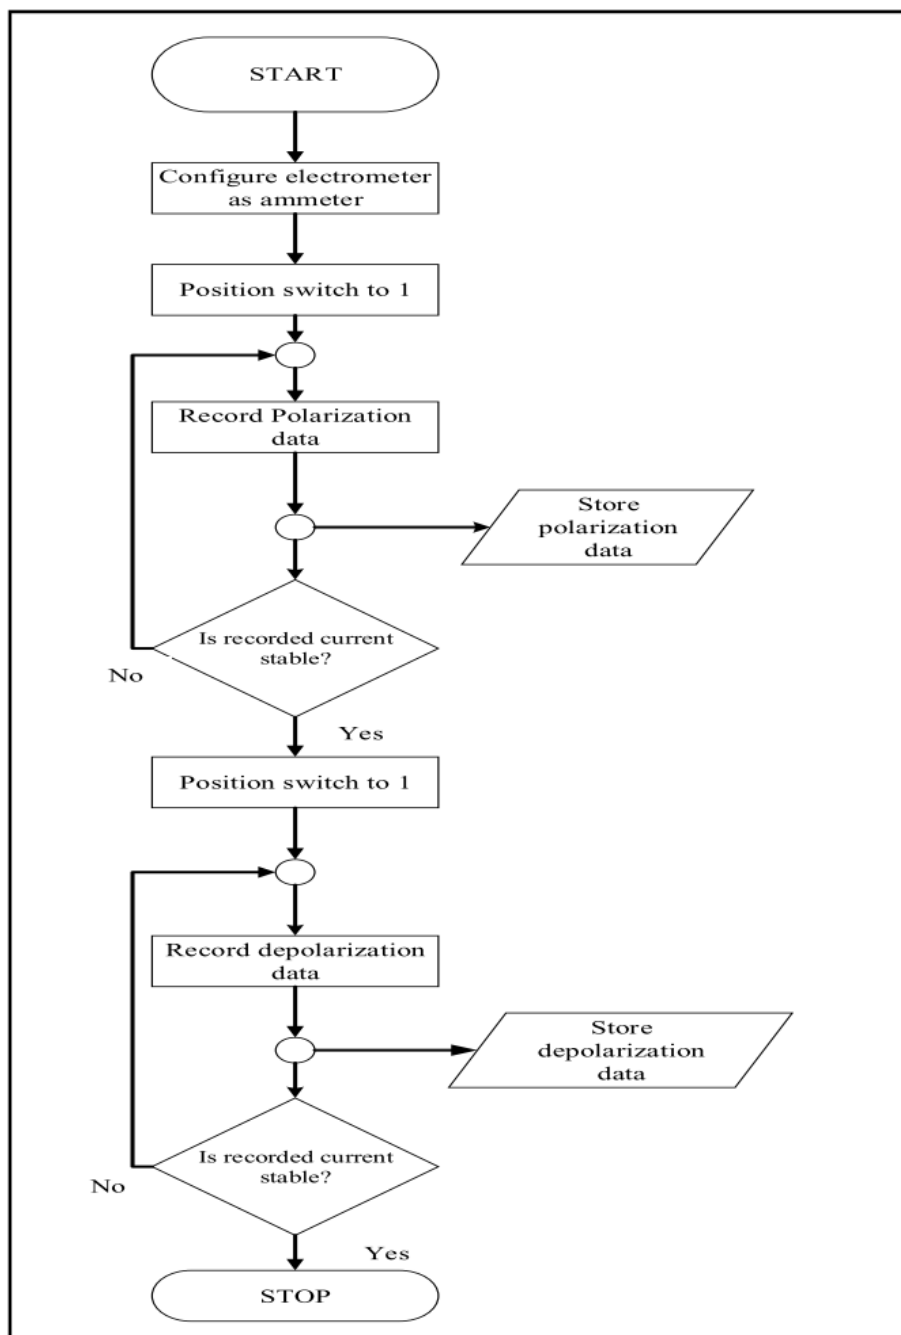 START
Configure electrometer
as ammeter
Position switch to 1
Record Polarization
data
Store
polarization
data
Is recorded current
stable?
No
Yes
Position switch to 1
Record depolarization
data
Store
depolarization
data
Is recorded current
stable?
No
Yes
STOP